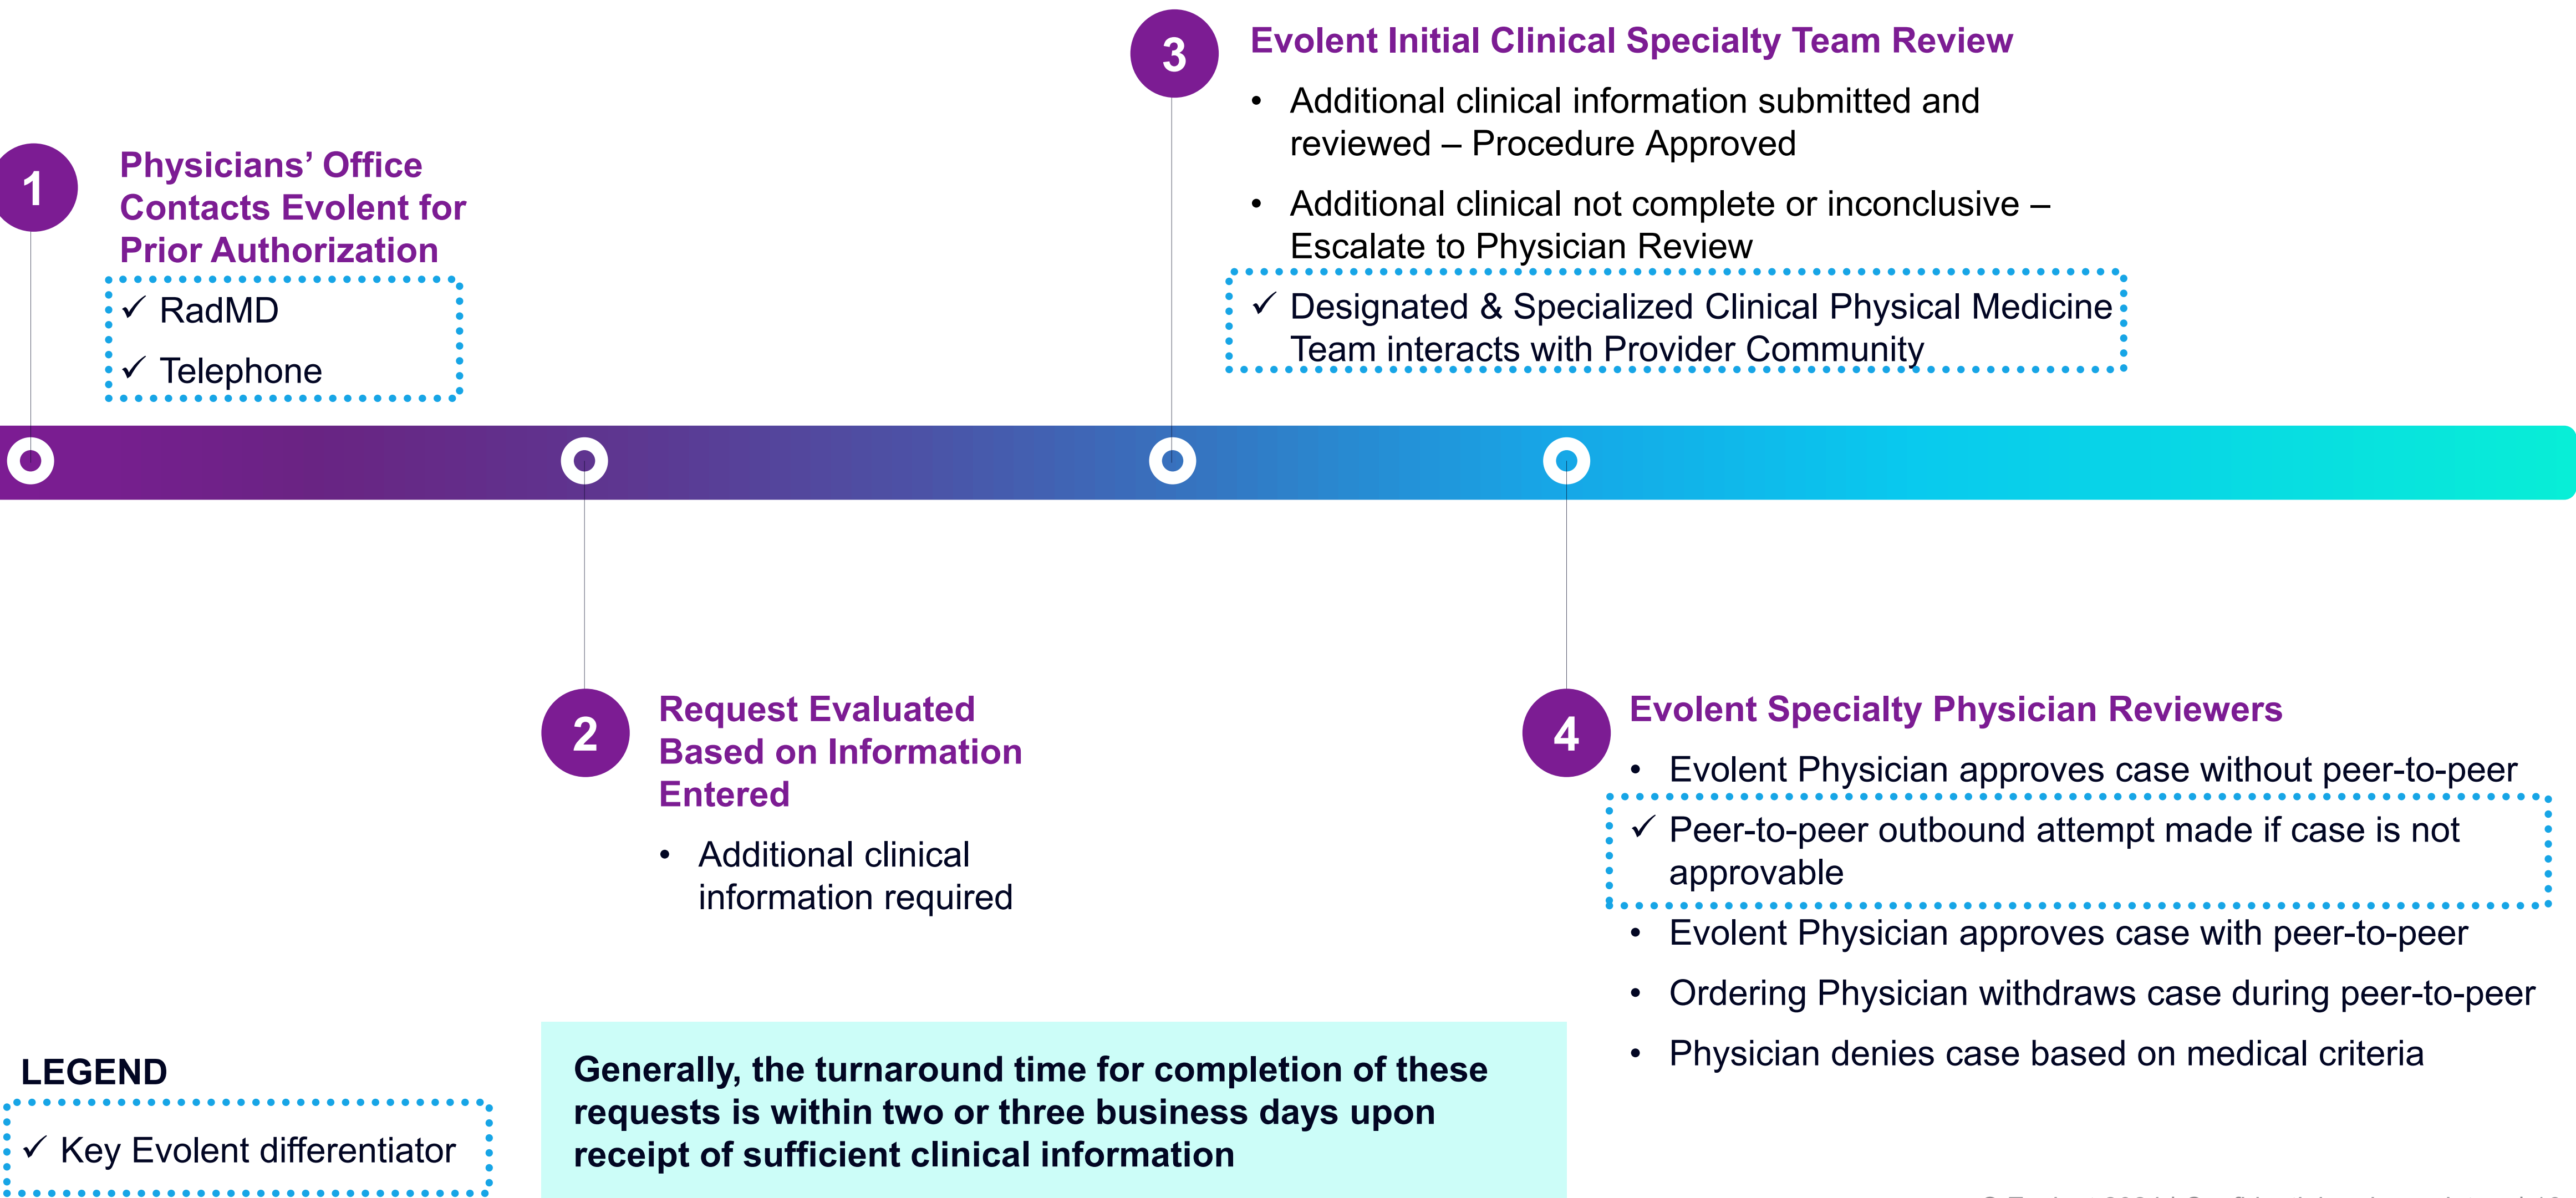 1
Physicians’ Office
Contacts Evolent for
Prior Authorization
✓ RadMD
✓ Telephone
3
Evolent Initial Clinical Specialty Team Review
• Additional clinical information submitted and
reviewed – Procedure Approved
• Additional clinical not complete or inconclusive –
Escalate to Physician Review
✓ Designated & Specialized Clinical Physical Medicine
Team interacts with Provider Community
2
Request Evaluated
Based on Information
Entered
• Additional clinical
information required
4
Evolent Specialty Physician Reviewers
• Evolent Physician approves case without peer-to-peer
✓ Peer-to-peer outbound attempt made if case is not
approvable
• Evolent Physician approves case with peer-to-peer
• Ordering Physician withdraws case during peer-to-peer
• Physician denies case based on medical criteria
LEGEND
✓ Key Evolent differentiator
Generally, the turnaround time for completion of these
requests is within two or three business days upon
receipt of sufficient clinical information